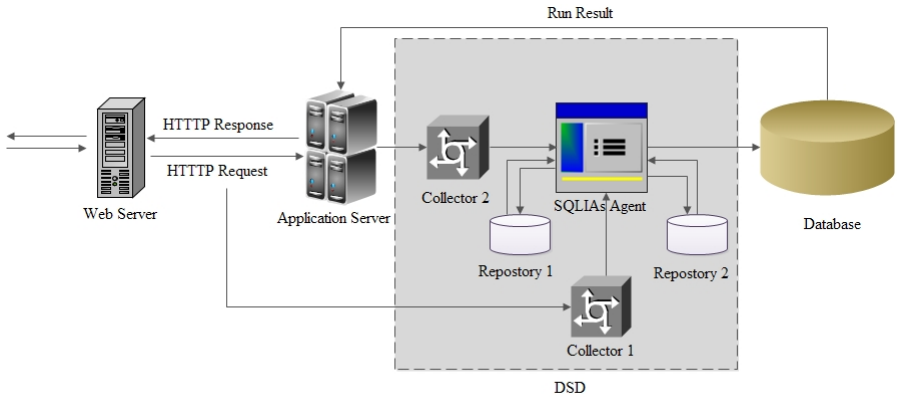 Run Result
HTTTP Response
HTTTP Request
Web Server
Application Server
Collector 2
SQLIAs Agent
Database
Repostory 1
Repostory 2
Collector 1
DSD